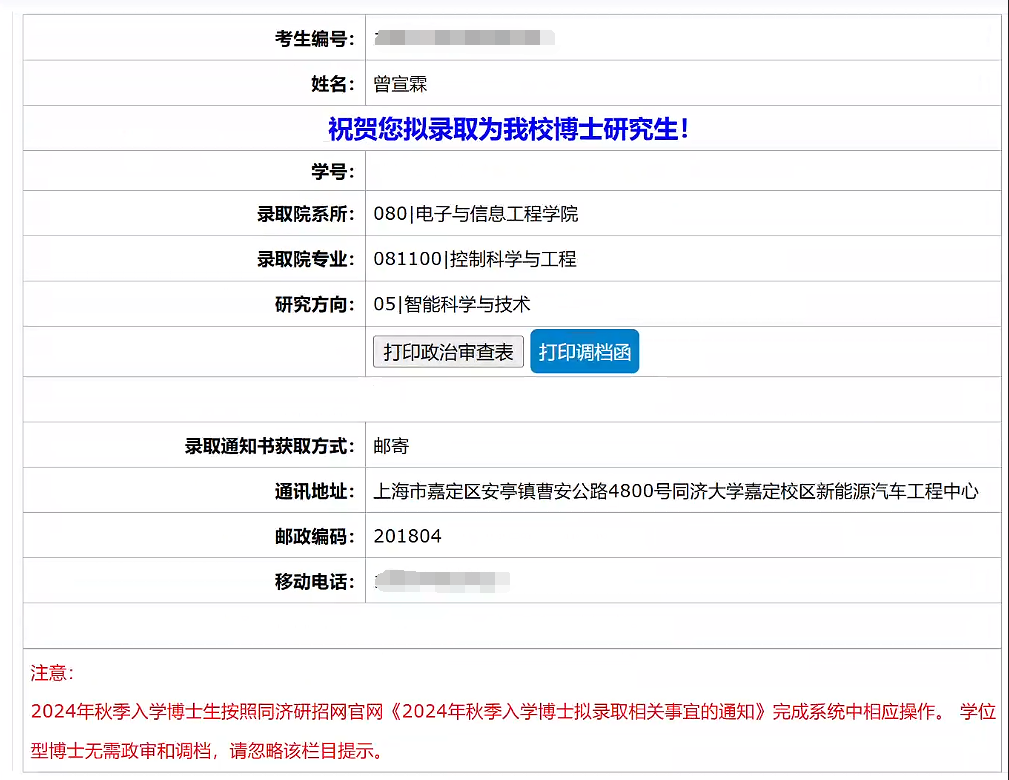 考生编号：
姓名： 曾宣霖
祝贺您拟录取为我校博士研究生！
学号：
录取院系所： 080|电子与信息工程学院
录取院专业： 081100|控制科学与工程
研究方向： 05|智能科学与技术
打印政治审查表 打印调档函
录取通知书获取方式： 邮寄
通讯地址： 上海市嘉定区安亭镇曹安公路4800号同济大学嘉定校区新能源汽车工程中心
邮政编码： 201804
移动电话：
注意：
2024年秋季入学博士生按照同济研招网官网《2024年秋季入学博士拟录取相关事宜的通知》完成系统中相应操作。 学位
型博士无需政审和调档，请忽略该栏目提示。